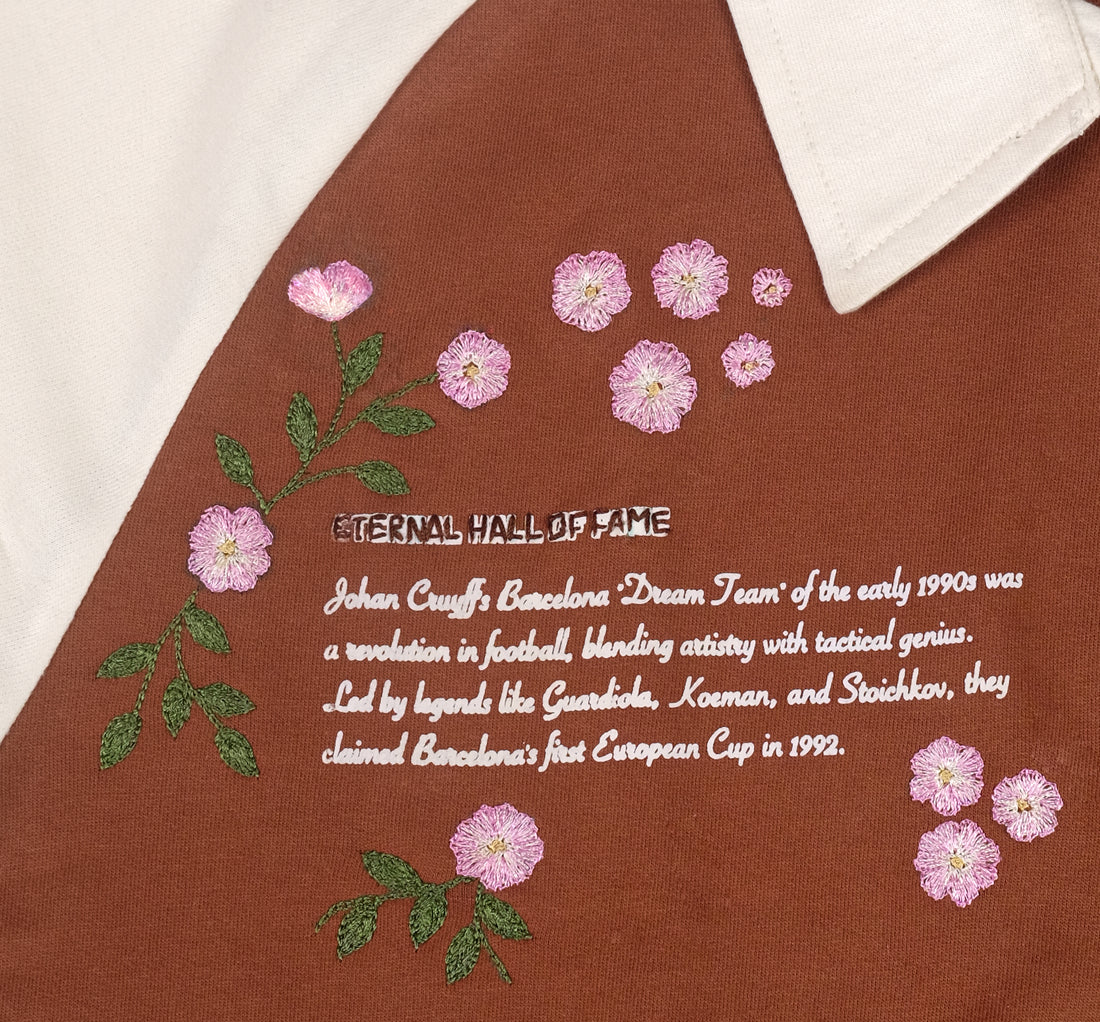 ETERNAL HALL OF FAME
Johan Cruyff's Barcelona "Dream Team" of the early 1990s was
a revolution in football, blending artistry with tactical genius.
Led by legends like Guardiola, Koeman, and Stoichkov, they
claimed Barcelona's first European Cup in 1992.